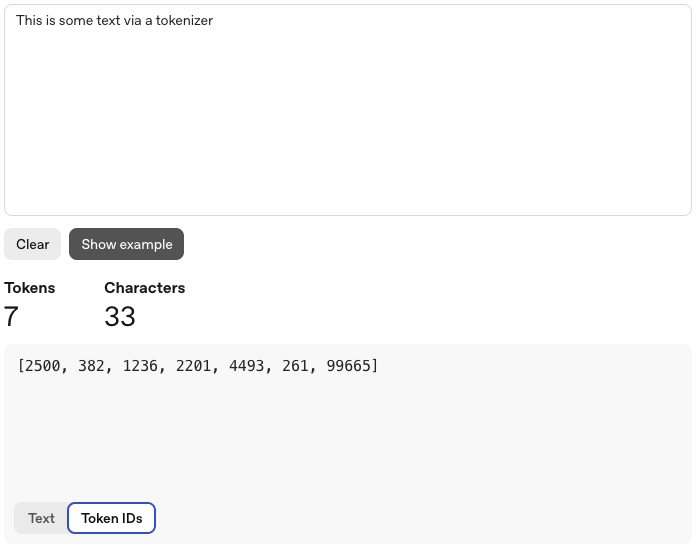 This is some text via a tokenizer
Clear Show example
Tokens Characters
7 33
[2500, 382, 1236, 2201, 4493, 261, 99665]
Text Token IDs